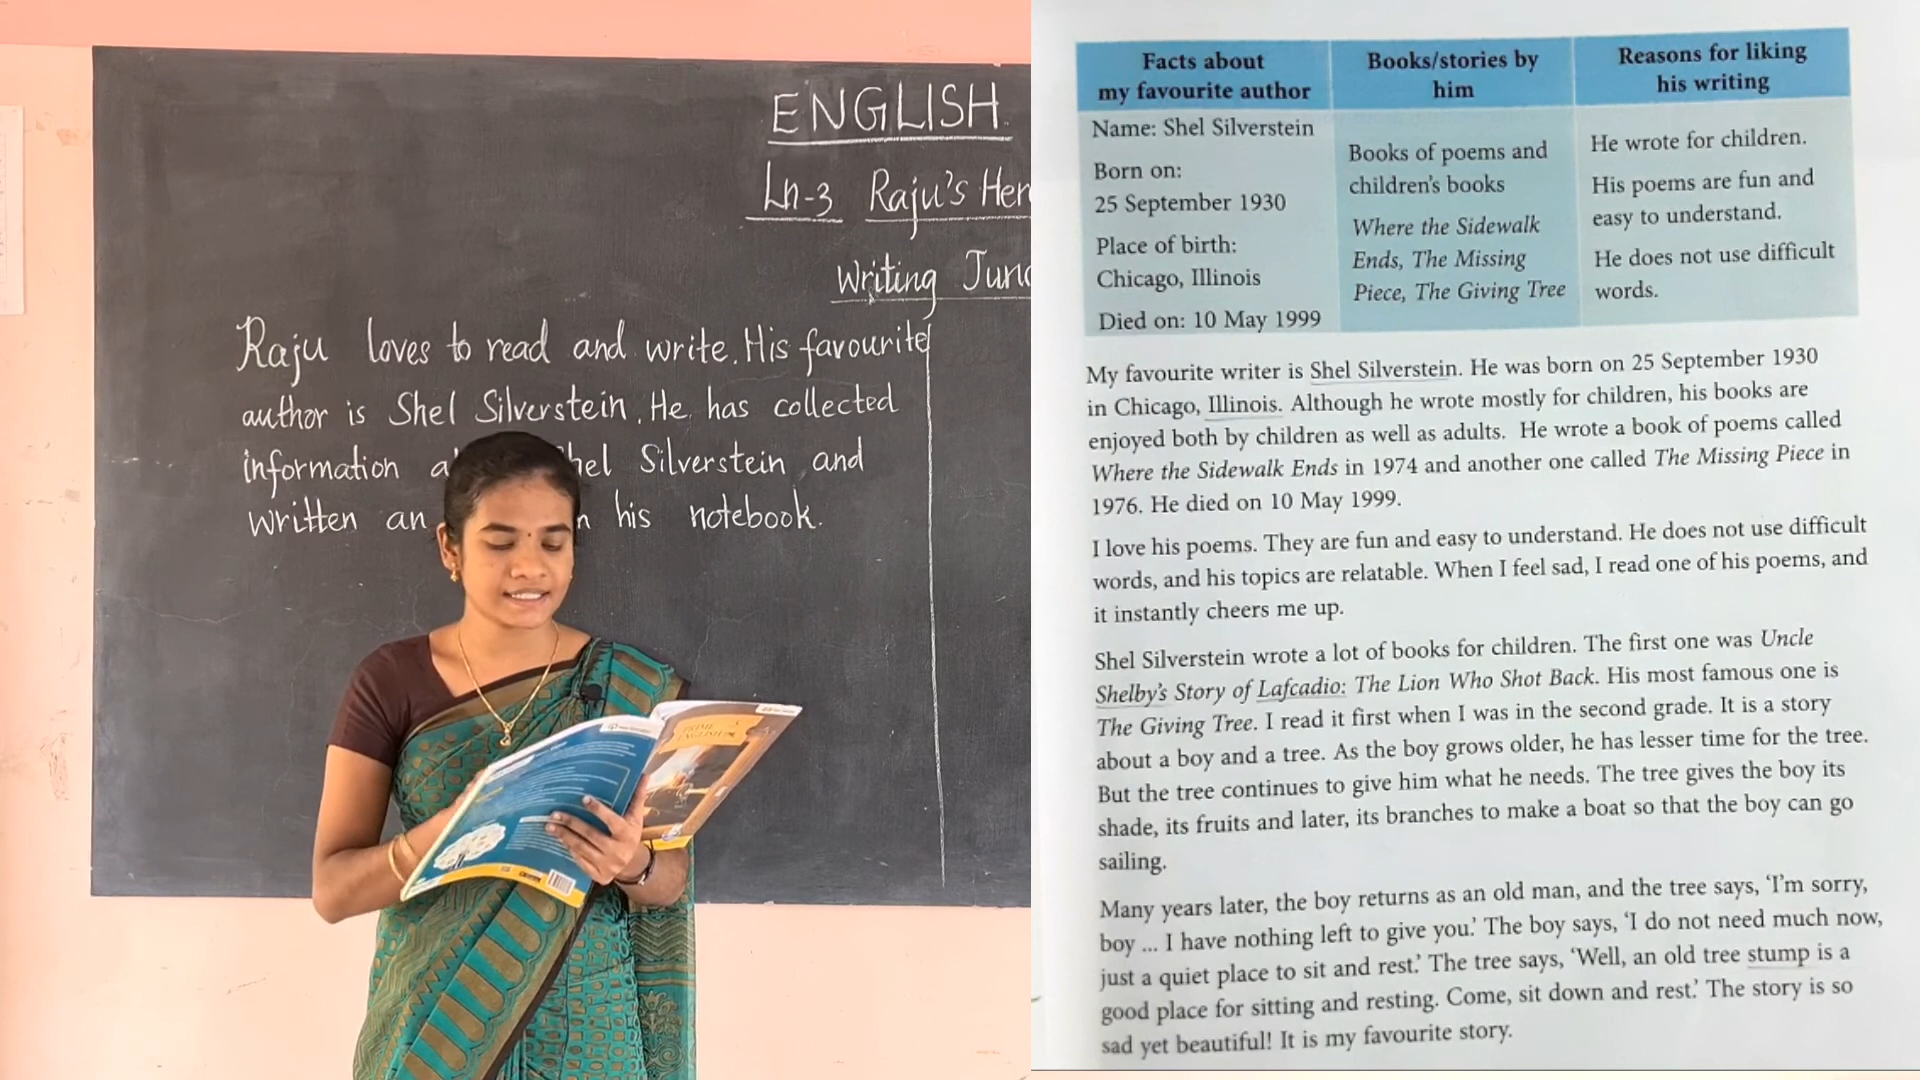 ENGLISH
Ln-3 Raju's Her
Writing Junc
Raju loves to read and write. His favourite
author is Shel Silverstein. He has collected
information a hel Silverstein and
written an n his notebook.
Facts about
my favourite author
Books/stories by
him
Reasons for liking
his writing
Name: Shel Silverstein
Born on:
25 September 1930
Place of birth:
Chicago, Illinois
Died on: 10 May 1999
Books of poems and
children's books
Where the Sidewalk
Ends, The Missing
Piece, The Giving Tree
He wrote for children.
His poems are fun and
easy to understand.
He does not use difficult
words.
My favourite writer is Shel Silverstein. He was born on 25 September 1930
in Chicago, Illinois. Although he wrote mostly for children, his books are
enjoyed both by children as well as adults. He wrote a book of poems called
Where the Sidewalk Ends in 1974 and another one called The Missing Piece in
1976. He died on 10 May 1999.
I love his poems. They are fun and easy to understand. He does not use difficult
words, and his topics are relatable. When I feel sad, I read one of his poems, and
it instantly cheers me up.
Shel Silverstein wrote a lot of books for children. The first one was Uncle
Shelby's Story of Lafcadio: The Lion Who Shot Back. His most famous one is
The Giving Tree. I read it first when I was in the second grade. It is a story
about a boy and a tree. As the boy grows older, he has lesser time for the tree.
But the tree continues to give him what he needs. The tree gives the boy its
shade, its fruits and later, its branches to make a boat so that the boy can go
sailing.
Many years later, the boy returns as an old man, and the tree says, 'I'm sorry,
boy ... I have nothing left to give you.' The boy says, 'I do not need much now,
just a quiet place to sit and rest.' The tree says, 'Well, an old tree stump is a
good place for sitting and resting. Come, sit down and rest.' The story is so
sad yet beautiful! It is my favourite story.